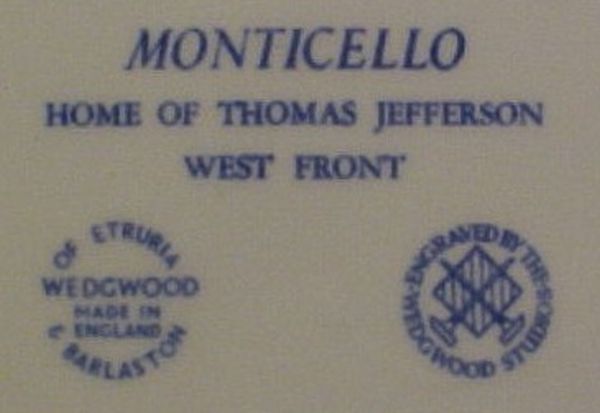 MONTICELLO
HOME OF THOMAS JEFFERSON
WEST FRONT
OF ETRURIA
WEDGWOOD
MADE IN
ENGLAND
& BARLASTON
ENGRAVED BY THE
WEDGWOOD STUDIOS